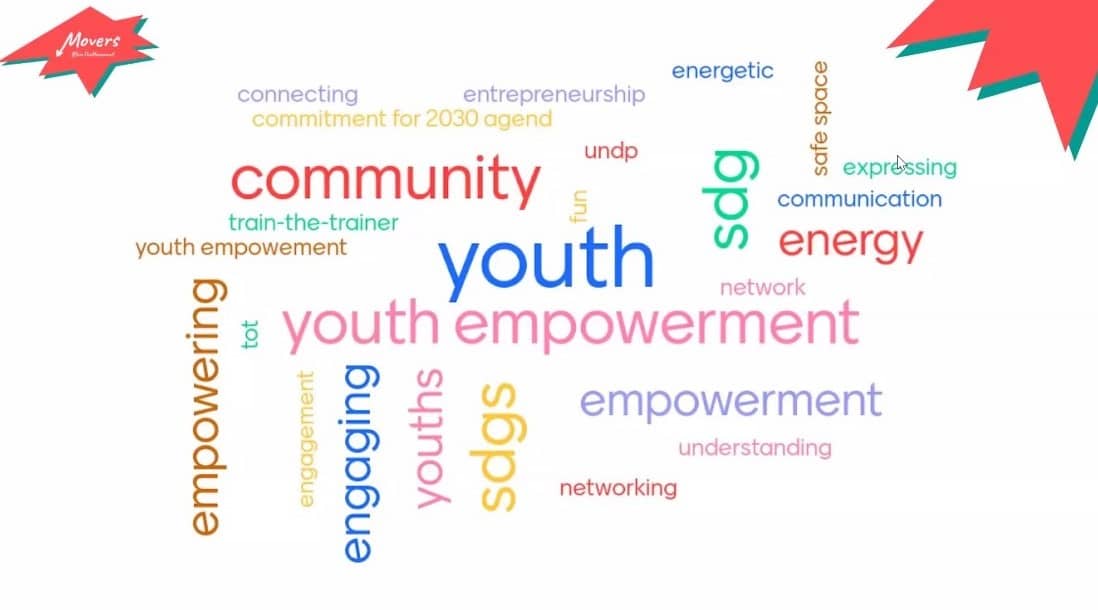 Movers
energetic
connecting
entrepreneurship
safe space
commitment for 2030 agend
undp
sdg
expressing
community
fun
communication
train-the-trainer
youth
energy
youth empowement
network
empowering
tot
youth empowerment
engagement
engaging
youths
sdgs
empowerment
understanding
networking